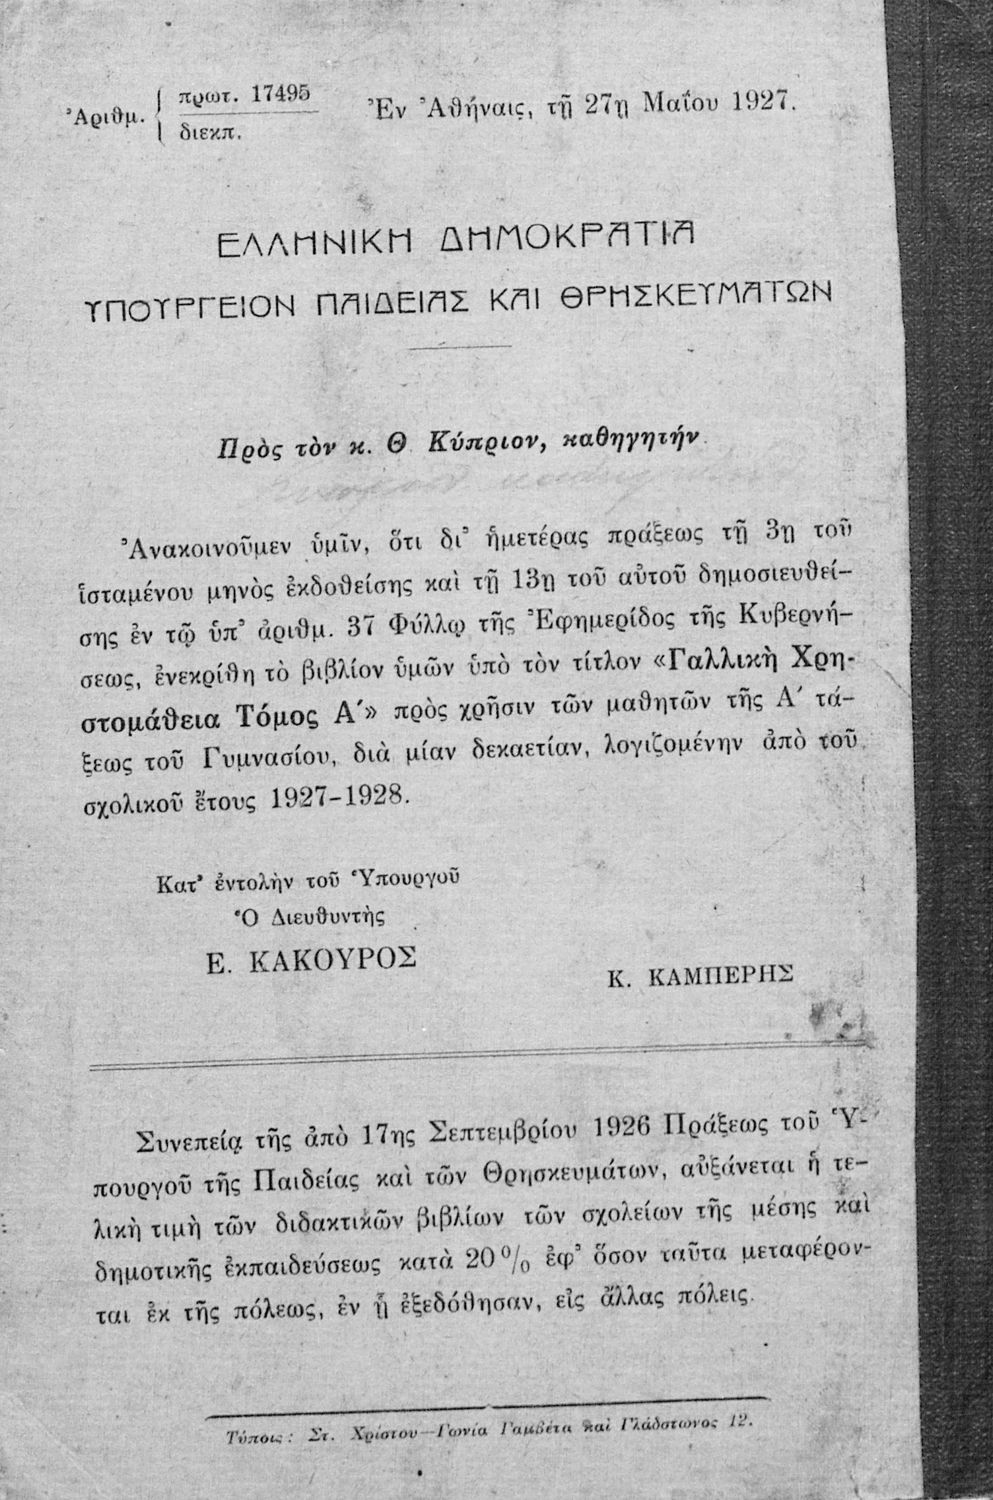 Ἀριθμ. { πρωτ. 17495 Ἐν Ἀθήναις, τῇ 27ῃ Μαΐου 1927.
διεκπ.
ΕΛΛΗΝΙΚΗ ΔΗΜΟΚΡΑΤΙΑ
ΥΠΟΥΡΓΕΙΟΝ ΠΑΙΔΕΙΑΣ ΚΑΙ ΘΡΗΣΚΕΥΜΑΤΩΝ
Πρὸς τὸν κ. Θ Κύπριον, καθηγητήν.
Ἀνακοινοῦμεν ὑμῖν, ὅτι δι' ἡμετέρας πράξεως τῇ 3ῃ τοῦ
ἱσταμένου μηνὸς ἐκδοθείσης καὶ τῇ 13ῃ τοῦ αὐτοῦ δημοσιευθεί-
σης ἐν τῷ ὑπ' ἀριθμ. 37 Φύλλῳ τῆς Ἐφημερίδος τῆς Κυβερνή-
σεως, ἐνεκρίθη τὸ βιβλίον ὑμῶν ὑπὸ τὸν τίτλον «Γαλλικὴ Χρη-
στομάθεια Τόμος Α΄» πρὸς χρῆσιν τῶν μαθητῶν τῆς Α΄ τά-
ξεως τοῦ Γυμνασίου, διὰ μίαν δεκαετίαν, λογιζομένην ἀπὸ τοῦ
σχολικοῦ ἔτους 1927-1928.
Κατ' ἐντολὴν τοῦ Ὑπουργοῦ
Ὁ Διευθυντὴς
Ε. ΚΑΚΟΥΡΟΣ
Κ. ΚΑΜΠΕΡΗΣ
Συνεπείᾳ τῆς ἀπὸ 17ης Σεπτεμβρίου 1926 Πράξεως τοῦ Ὑ-
πουργοῦ τῆς Παιδείας καὶ τῶν Θρησκευμάτων, αὐξάνεται ἡ τε-
λικὴ τιμὴ τῶν διδακτικῶν βιβλίων τῶν σχολείων τῆς μέσης καὶ
δημοτικῆς ἐκπαιδεύσεως κατὰ 20% ἐφ' ὅσον ταῦτα μεταφέρον-
ται ἐκ τῆς πόλεως, ἐν ᾗ ἐξεδόθησαν, εἰς ἄλλας πόλεις.
Τύποις: Στ. Χρίστου—Γωνία Γαμβέτα καὶ Γλάδστωνος 12.